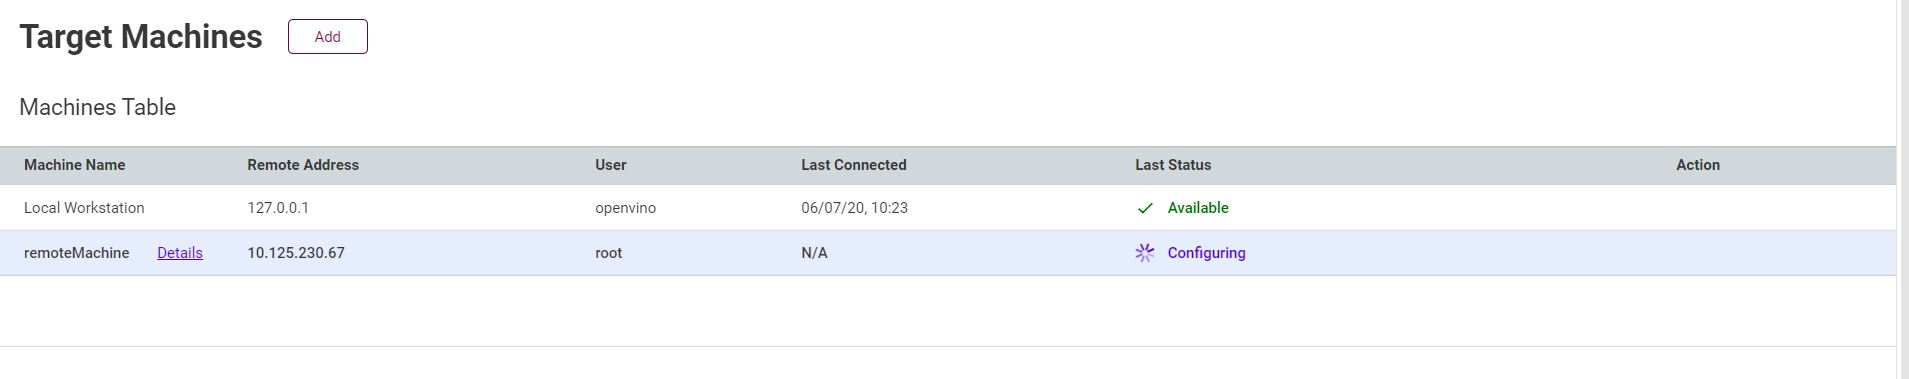 Target Machines Add
Machines Table
Machine Name Remote Address User Last Connected Last Status Action
Local Workstation 127.0.0.1 openvino 06/07/20, 10:23 Available
remoteMachine Details 10.125.230.67 root N/A Configuring